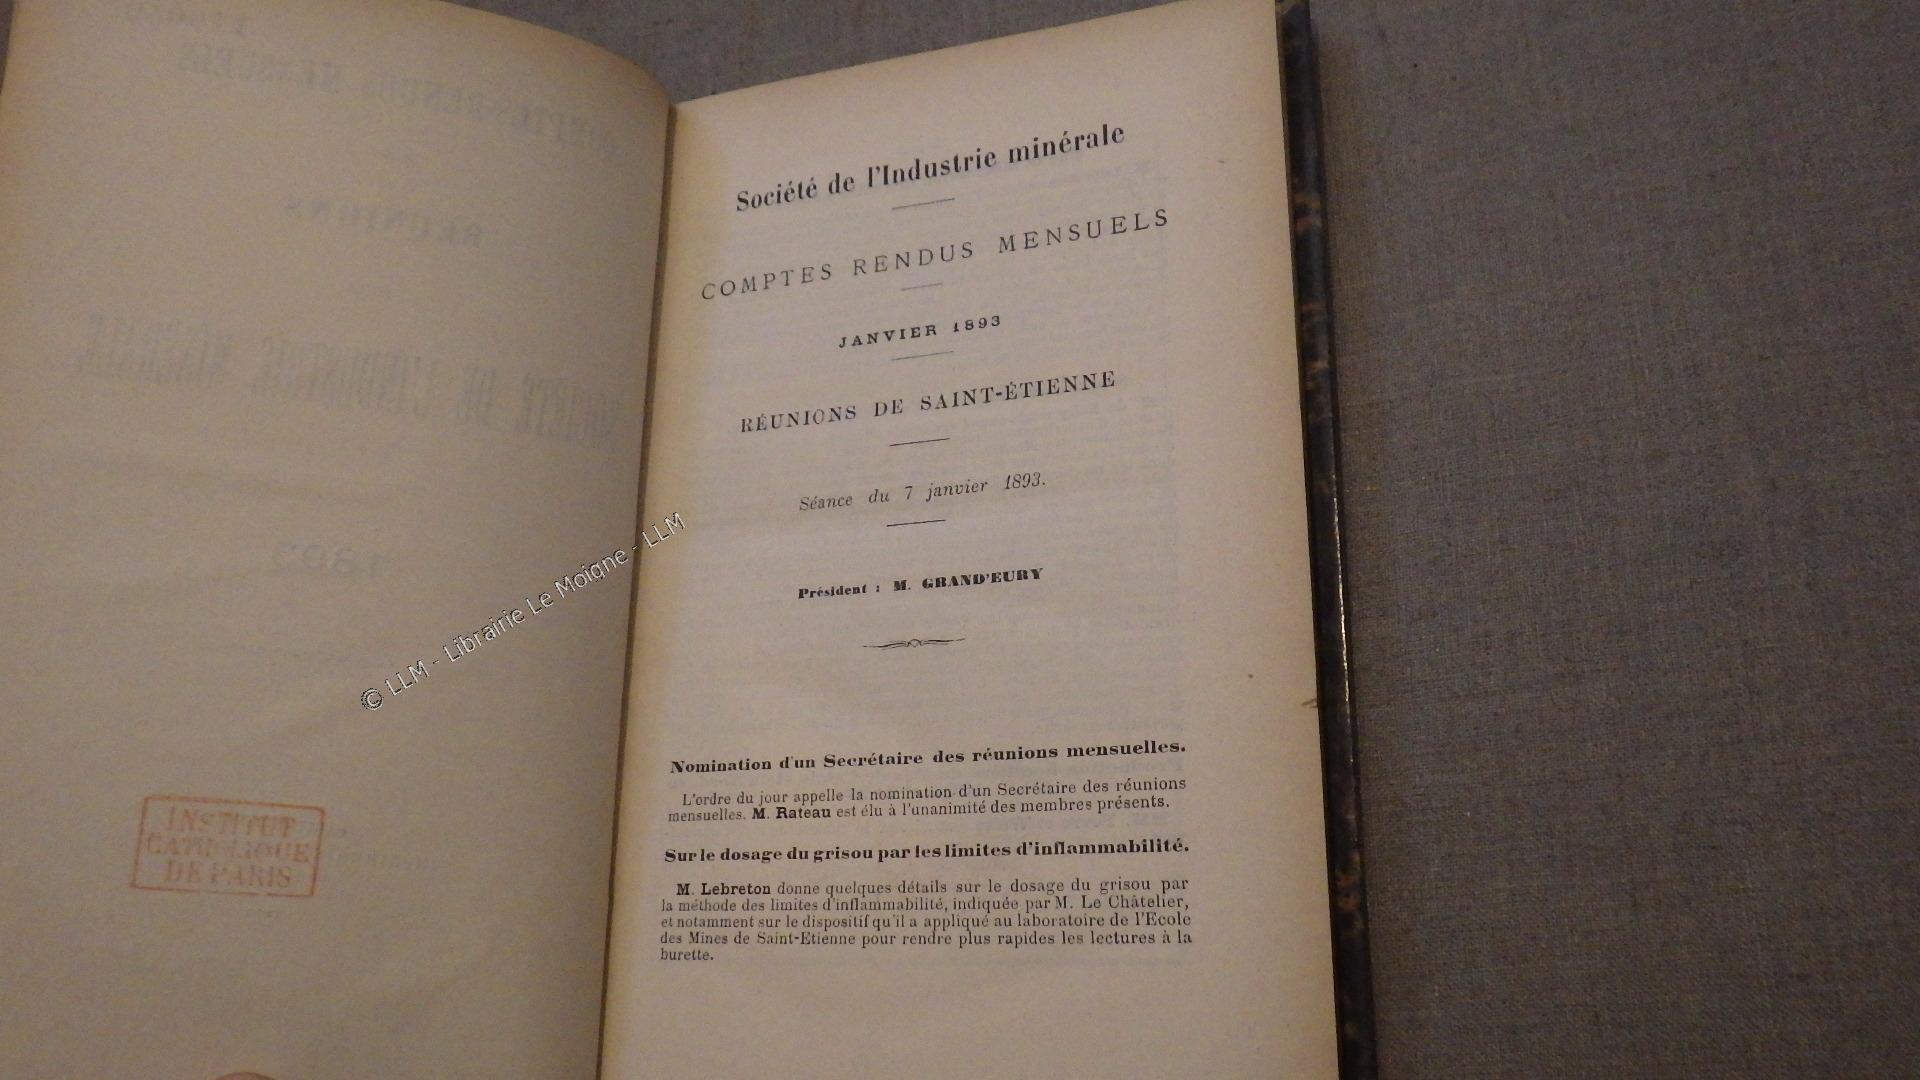 Société de l'Industrie minérale
COMPTES RENDUS MENSUELS
JANVIER 1893
RÉUNIONS DE SAINT-ÉTIENNE
Séance du 7 janvier 1893.
Président : M. GRAND'EURY
Nomination d'un Secrétaire des réunions mensuelles.
L'ordre du jour appelle la nomination d'un Secrétaire des réunions
mensuelles. M. Rateau est élu à l'unanimité des membres présents.
Sur le dosage du grisou par les limites d'inflammabilité.
M. Lebreton donne quelques détails sur le dosage du grisou par
la méthode des limites d'inflammabilité, indiquée par M. Le Châtelier,
et notamment sur le dispositif qu'il a appliqué au laboratoire de l'Ecole
des Mines de Saint-Etienne pour rendre plus rapides les lectures à la
burette.
INSTITUT
CATHOLIQUE
DE PARIS
© LLM - Librairie Le Moigne - LLM